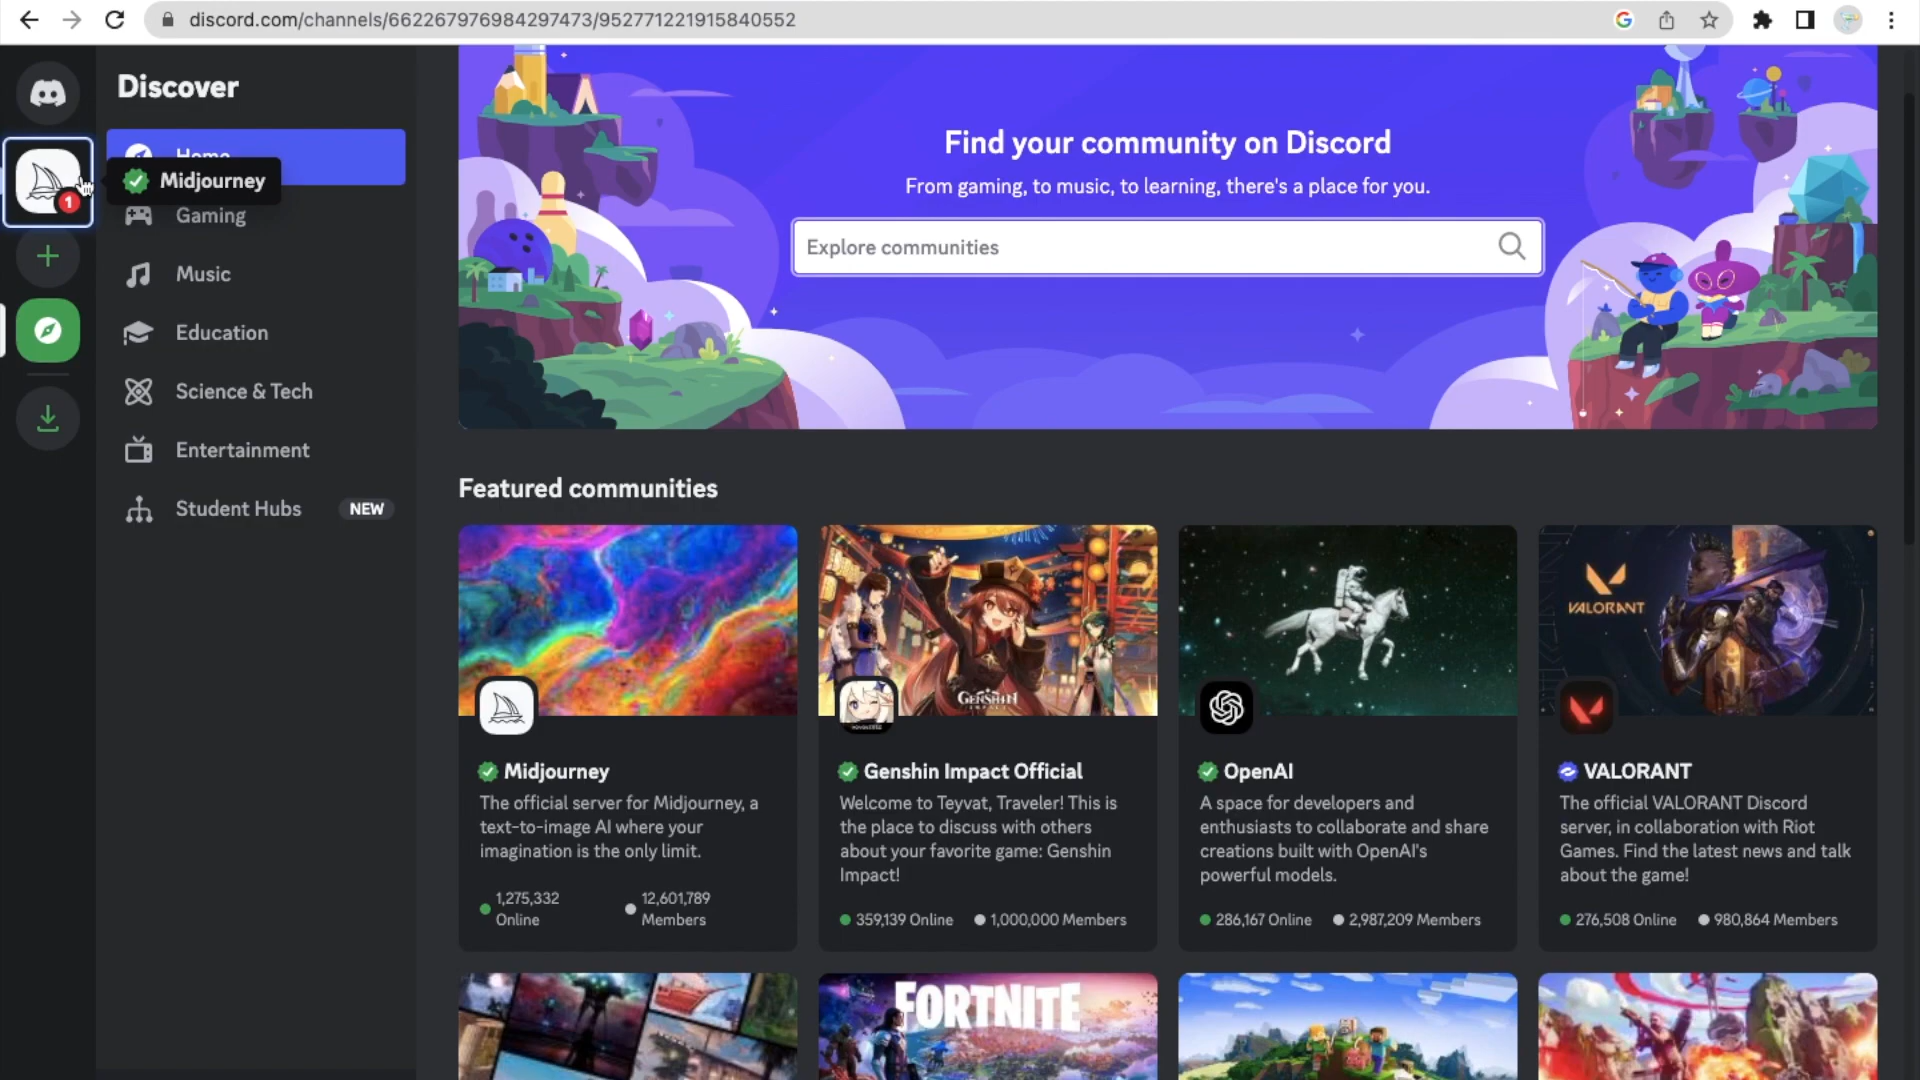 discord.com/channels/662267976984297473/952771221915840552
Discover
Home
Midjourney
1
Gaming
Music
Education
Science & Tech
Entertainment
Student Hubs NEW
Find your community on Discord
From gaming, to music, to learning, there's a place for you.
Explore communities
Featured communities
GENSHIN
IMPACT
VALORANT
Midjourney
The official server for Midjourney, a
text-to-image AI where your
imagination is the only limit.
1,275,332
Online
12,601,789
Members
Genshin Impact Official
Welcome to Teyvat, Traveler! This is
the place to discuss with others
about your favorite game: Genshin
Impact!
359,139 Online 1,000,000 Members
OpenAI
A space for developers and
enthusiasts to collaborate and share
creations built with OpenAI's
powerful models.
286,167 Online 2,987,209 Members
VALORANT
The official VALORANT Discord
server, in collaboration with Riot
Games. Find the latest news and talk
about the game!
276,508 Online 980,864 Members
FORTNITE